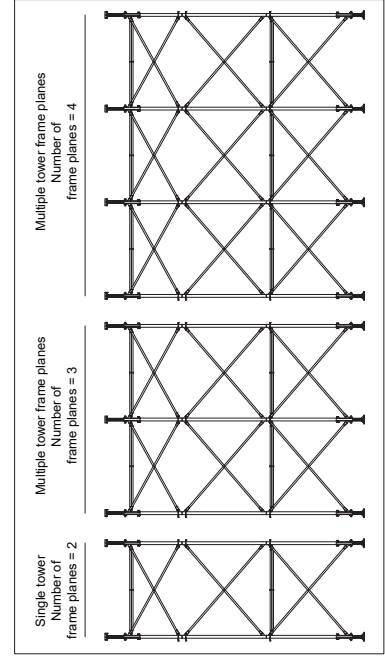 Single tower
Number of
frame planes = 2
Multiple tower frame planes
Number of
frame planes = 3
Multiple tower frame planes
Number of
frame planes = 4